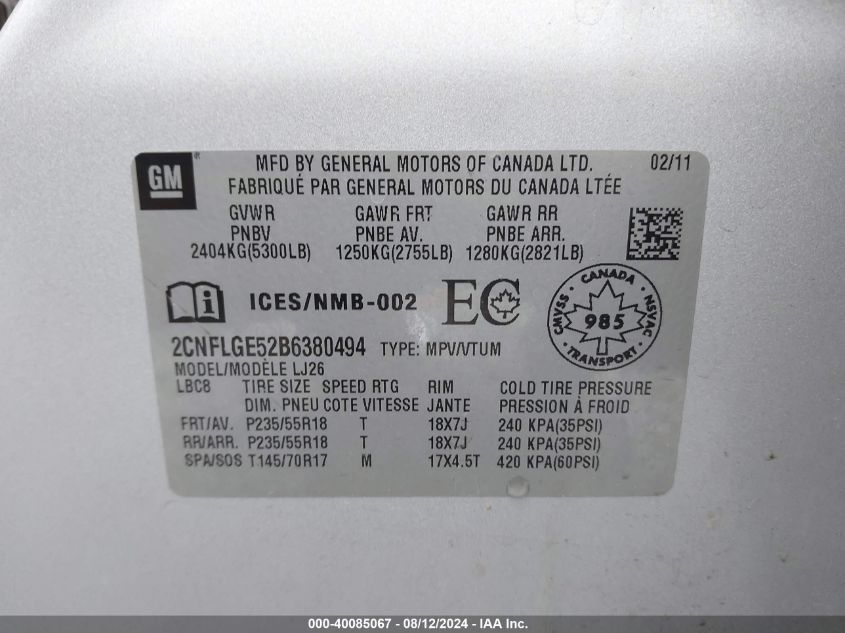 GM ®
MFD BY GENERAL MOTORS OF CANADA LTD. 02/11
FABRIQUÉ PAR GENERAL MOTORS DU CANADA LTÉE
GVWR GAWR FRT GAWR RR
PNBV PNBE AV. PNBE ARR.
2404KG(5300LB) 1250KG(2755LB) 1280KG(2821LB)
ICES/NMB-002 EC
CANADA
CMVSS 985 NSVAC
TRANSPORT
2CNFLGE52B6380494 TYPE: MPV/VTUM
MODEL/MODÈLE LJ26
LBC8 TIRE SIZE SPEED RTG RIM COLD TIRE PRESSURE
DIM. PNEU COTE VITESSE JANTE PRESSION À FROID
FRT/AV. P235/55R18 T 18X7J 240 KPA(35PSI)
RR/ARR. P235/55R18 T 18X7J 240 KPA(35PSI)
SPA/SOS T145/70R17 M 17X4.5T 420 KPA(60PSI)
000-40085067 - 08/12/2024 - IAA Inc.